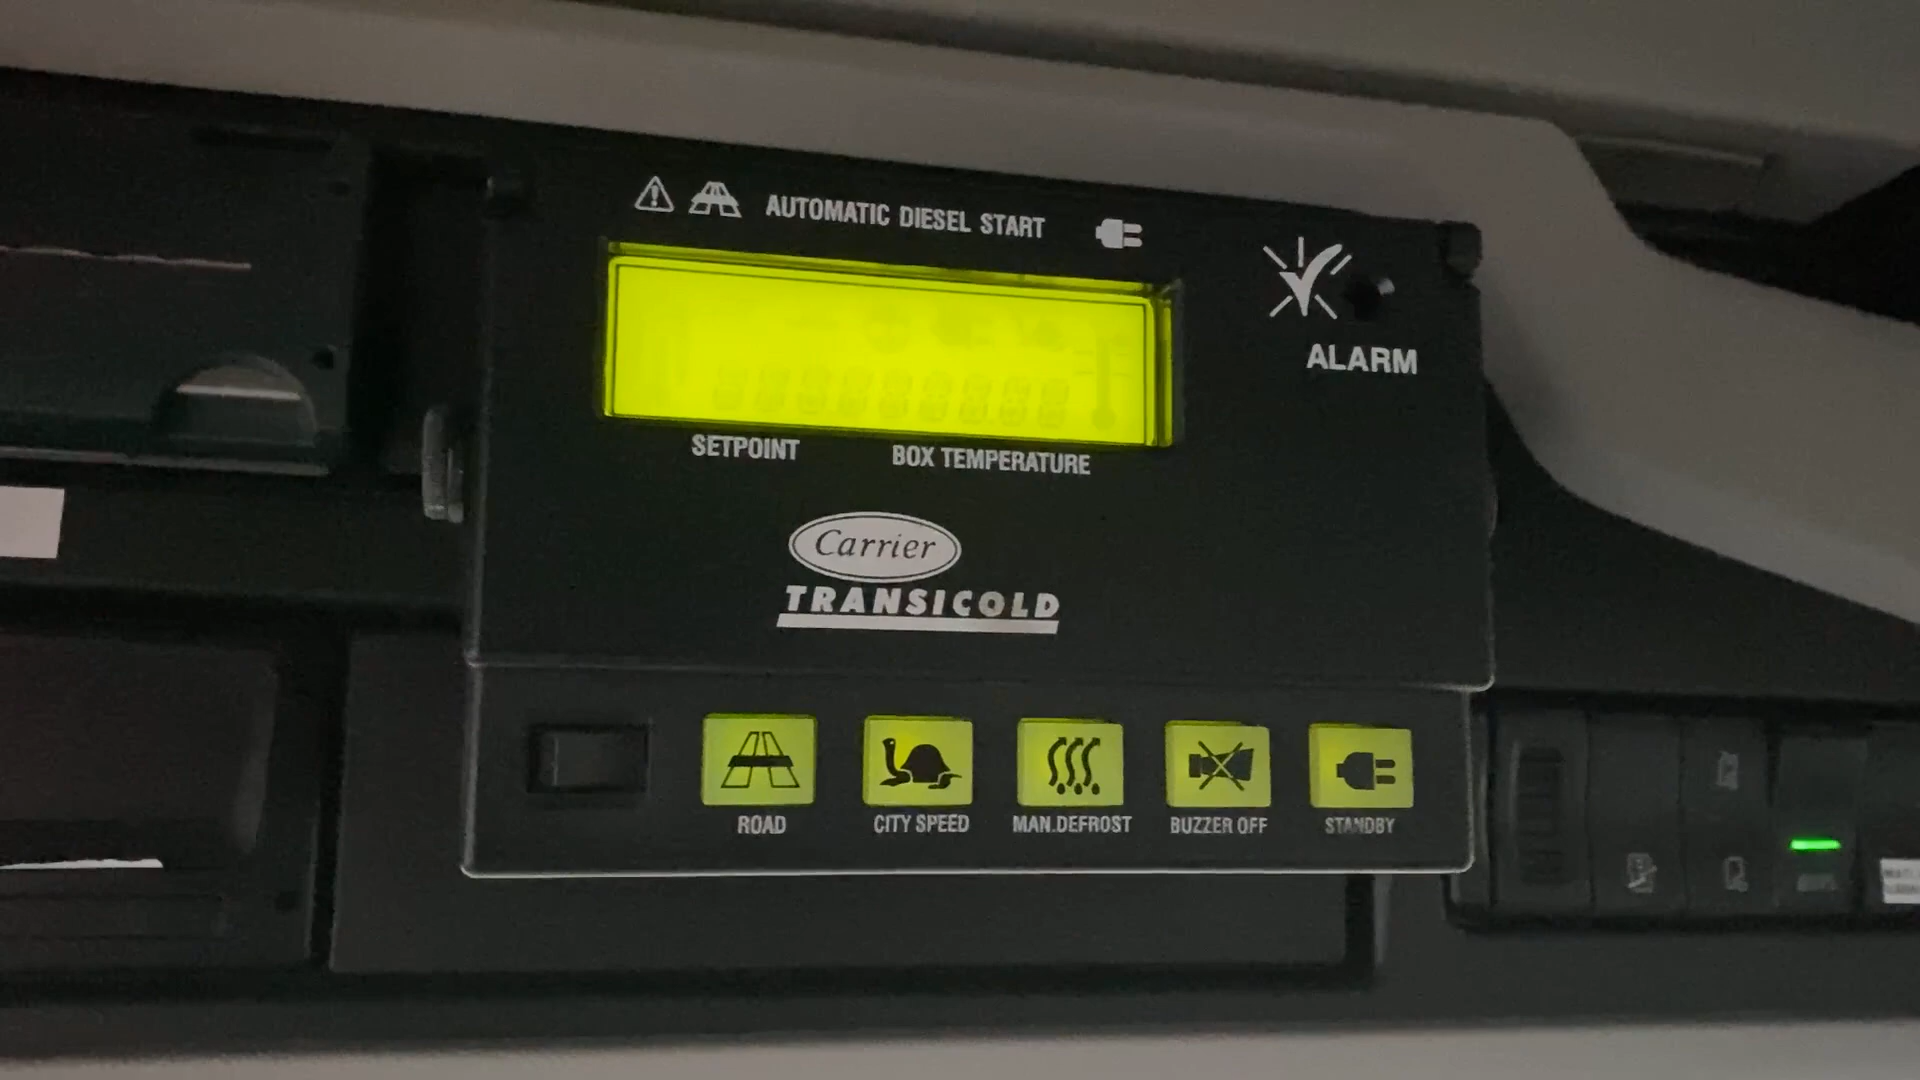 AUTOMATIC DIESEL START
ALARM
SETPOINT BOX TEMPERATURE
Carrier
TRANSICOLD
ROAD CITY SPEED MAN.DEFROST BUZZER OFF STANDBY